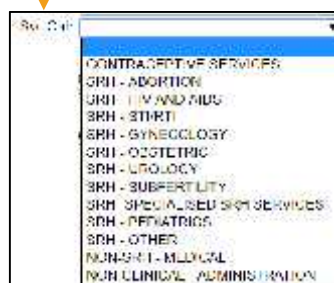 CONTRACEPTIVE SERVICES
SRH - ABORTION
SRH - HIV AND AIDS
SRH - STI/RTI
SRH - GYNECOLOGY
SRH - OBSTETRIC
SRH - UROLOGY
SRH - SUBFERTILITY
SRH SPECIALISED SRH SERVICES
SRH - PEDIATRICS
SRH - OTHER
NON-SRH - MEDICAL
NON CLINICAL - ADMINISTRATION